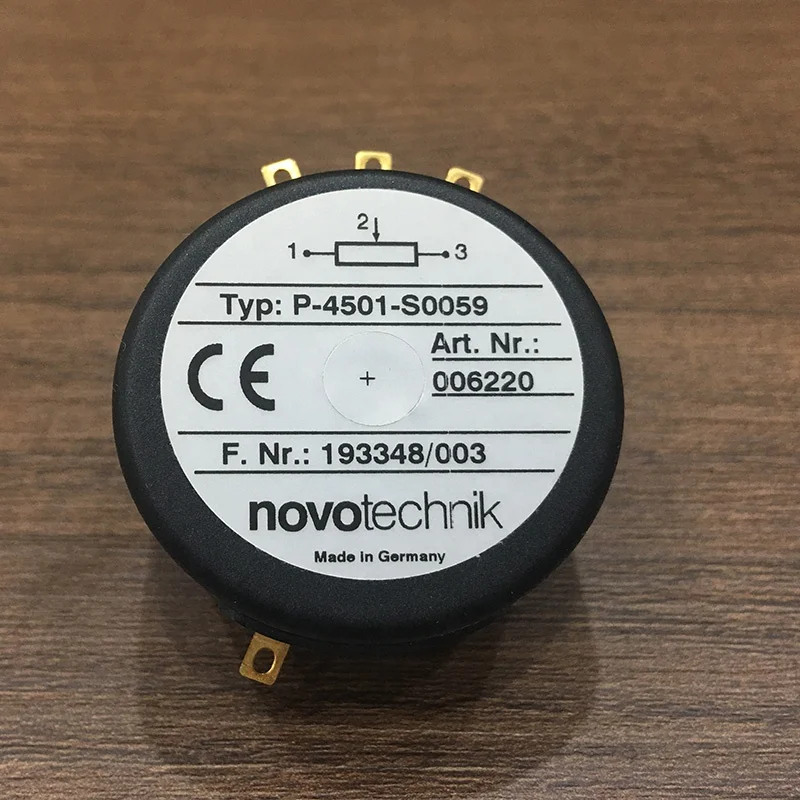 2
1 3
Typ: P-4501-S0059
CE
Art. Nr.:
006220
F. Nr.: 193348/003
novotechnik
Made in Germany